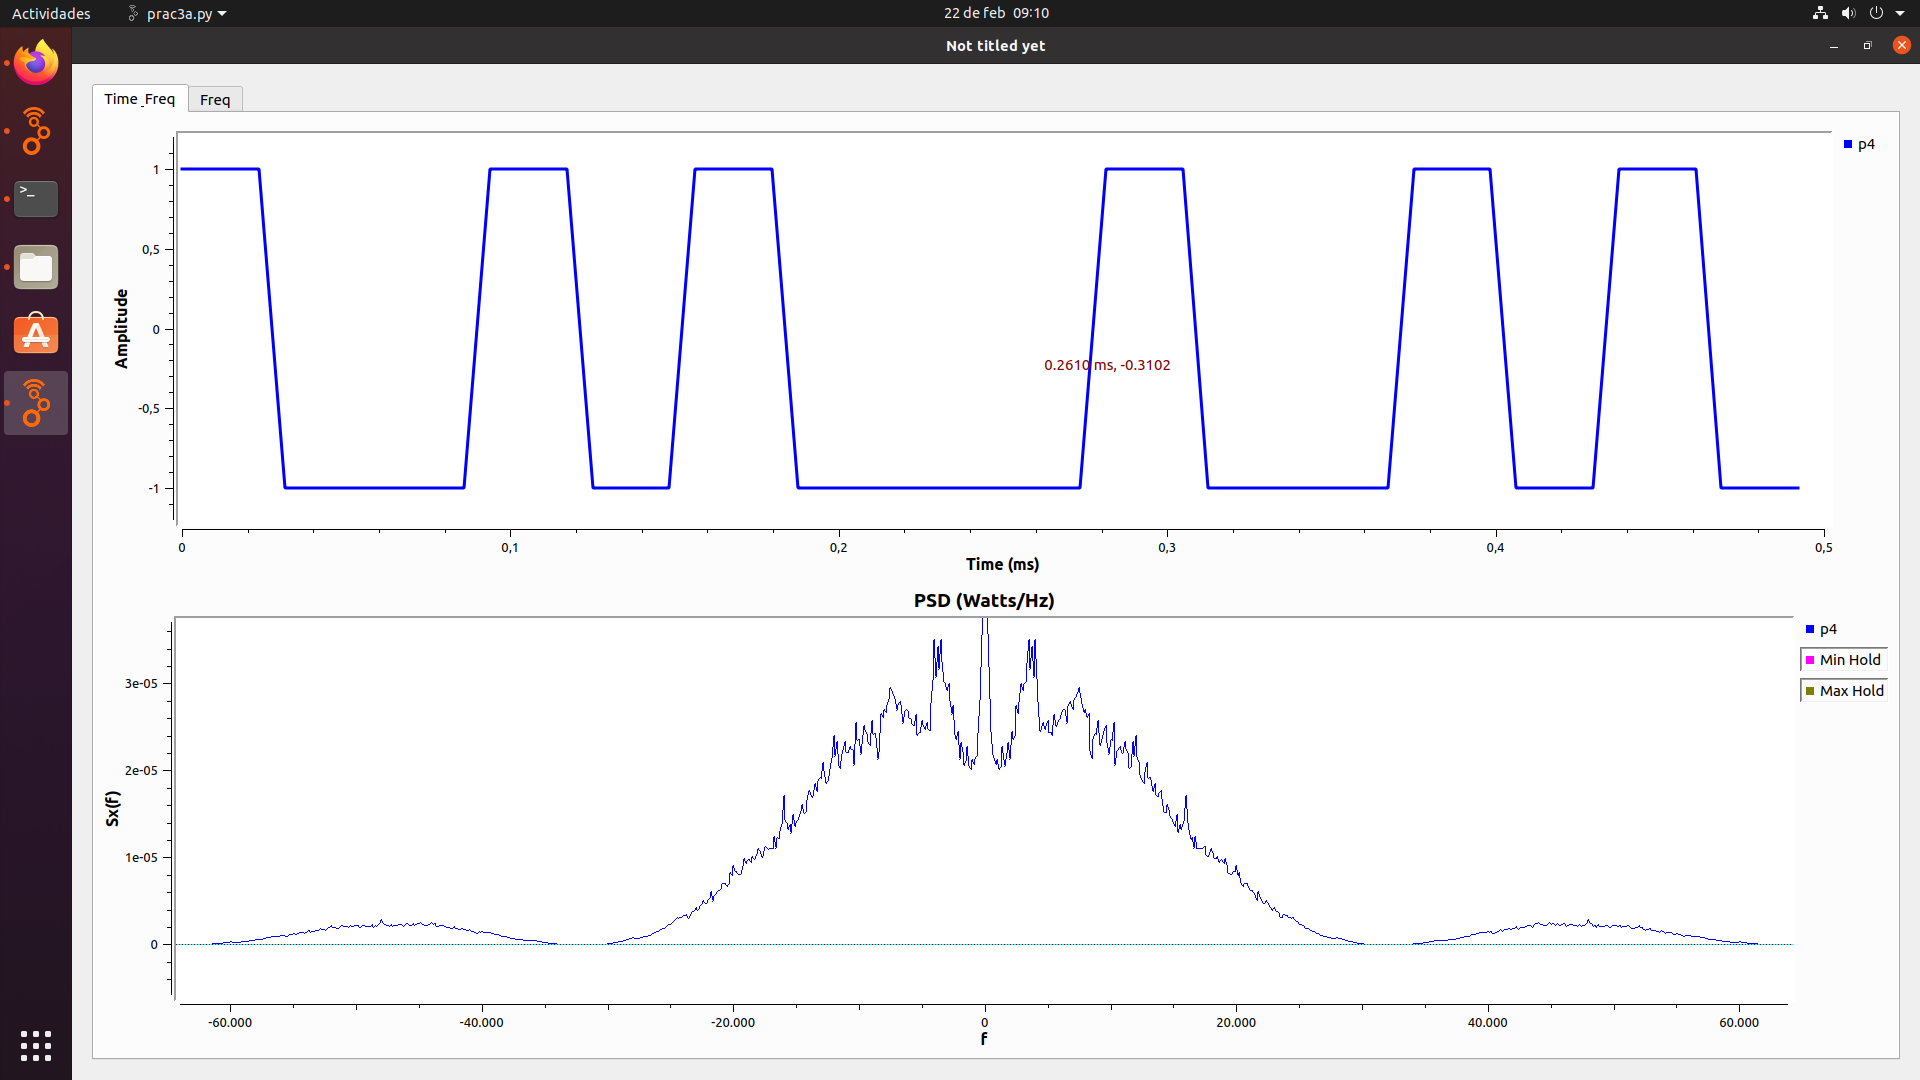 Actividades prac3a.py 22 de feb 09:10
Not titled yet
Time_Freq Freq
p4
1
0,5
0
-0,5
-1
Amplitude
0.2610 ms, -0.3102
0 0,1 0,2 0,3 0,4 0,5
Time (ms)
PSD (Watts/Hz)
p4
Min Hold
Max Hold
3e-05
2e-05
1e-05
0
Sx(f)
-60.000 -40.000 -20.000 0 20.000 40.000 60.000
f
>_